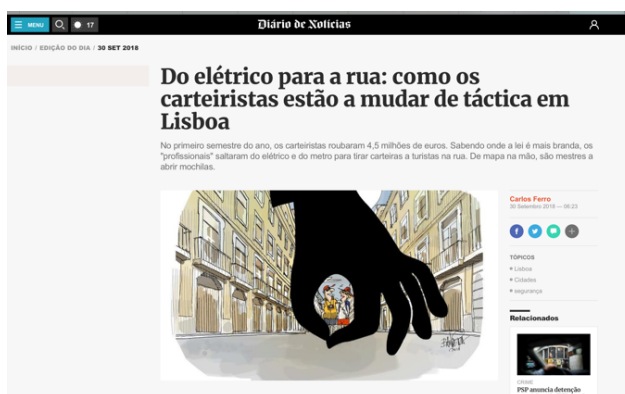 MENU
17
Diário de Notícias
INÍCIO / EDIÇÃO DO DIA / 30 SET 2018
Do elétrico para a rua: como os
carteiristas estão a mudar de táctica em
Lisboa
No primeiro semestre do ano, os carteiristas roubaram 4,5 milhões de euros. Sabendo onde a lei é mais branda, os
"profissionais" saltaram do elétrico e do metro para tirar carteiras a turistas na rua. De mapa na mão, são mestres a
abrir mochilas.
Carlos Ferro
30 Setembro 2018 — 06:23
TÓPICOS
Lisboa
Cidades
segurança
Relacionados
CRIME
PSP anuncia detenção